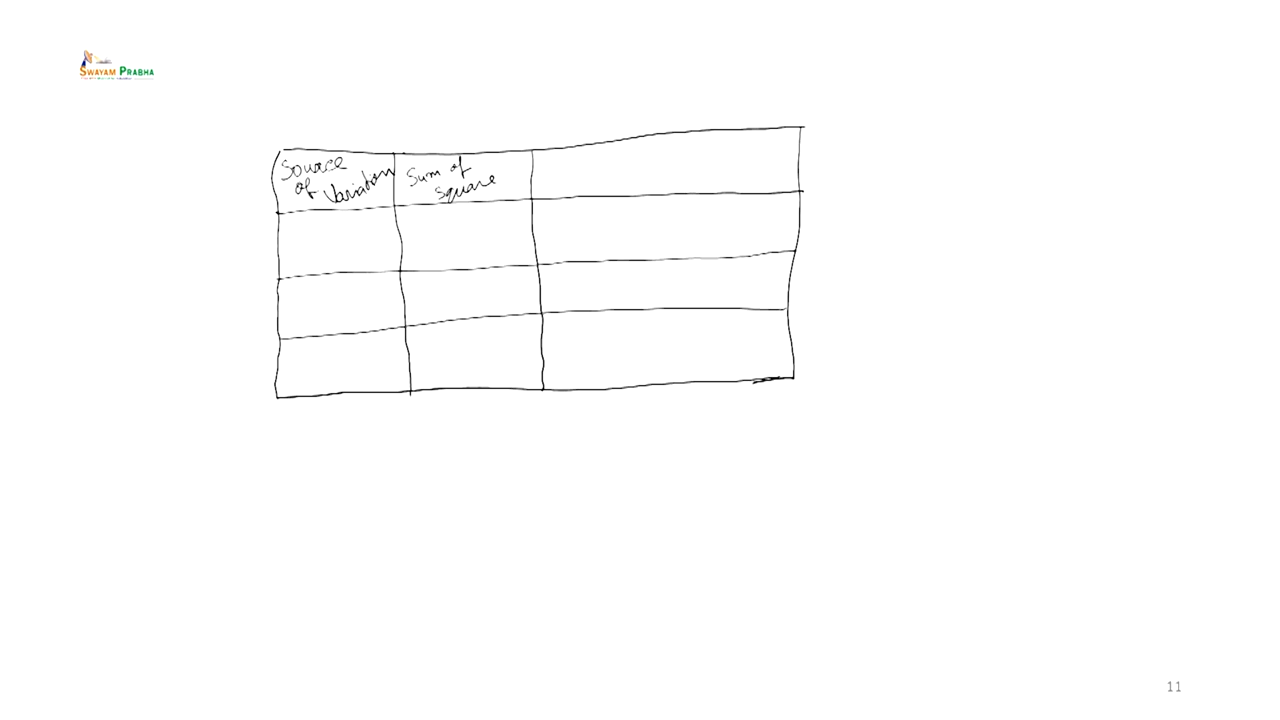 SWAYAM PRABHA
Source
of Variation
Sum of
Square
11